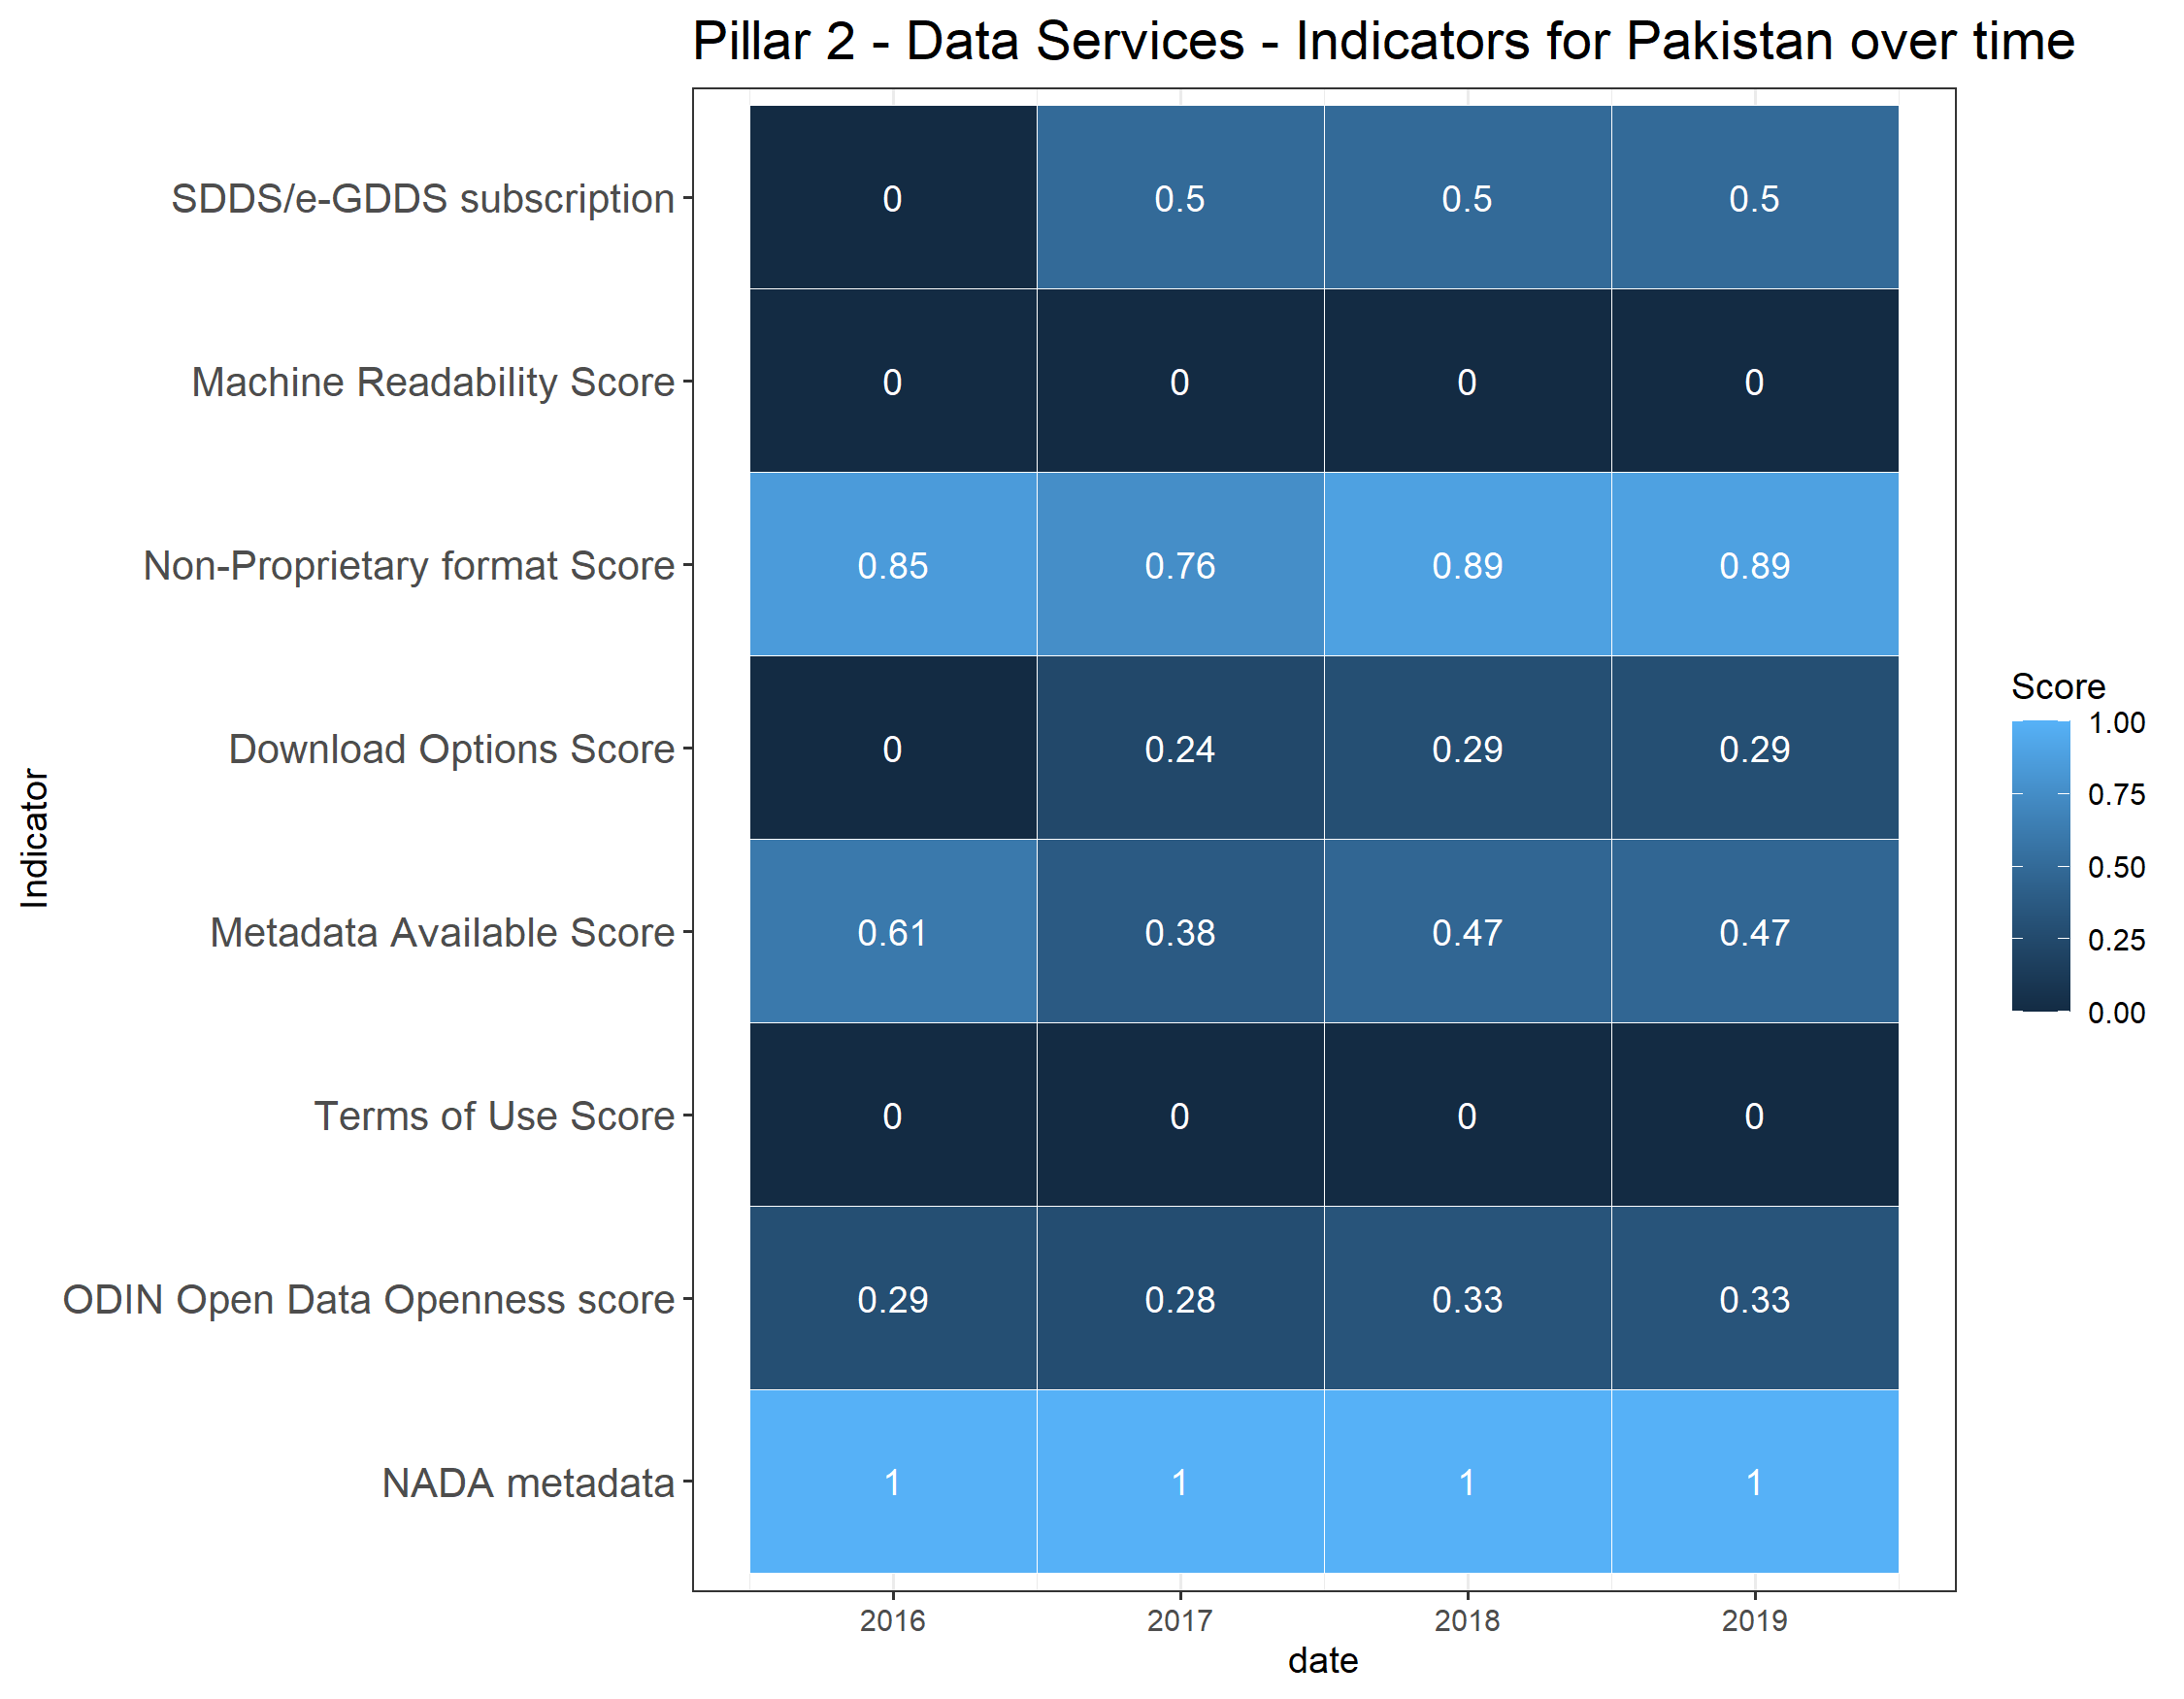 Pillar 2 - Data Services - Indicators for Pakistan over time
SDDS/e-GDDS subscription 0 0.5 0.5 0.5
Machine Readability Score 0 0 0 0
Non-Proprietary format Score 0.85 0.76 0.89 0.89
Download Options Score 0 0.24 0.29 0.29
Metadata Available Score 0.61 0.38 0.47 0.47
Terms of Use Score 0 0 0 0
ODIN Open Data Openness score 0.29 0.28 0.33 0.33
NADA metadata 1 1 1 1
2016 2017 2018 2019
date
Indicator
Score
1.00
0.75
0.50
0.25
0.00